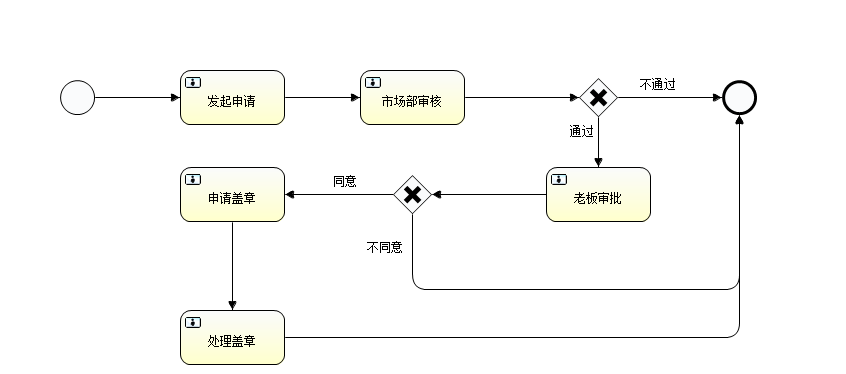 发起申请
市场部审核
不通过
通过
申请盖章
同意
老板审批
不同意
处理盖章